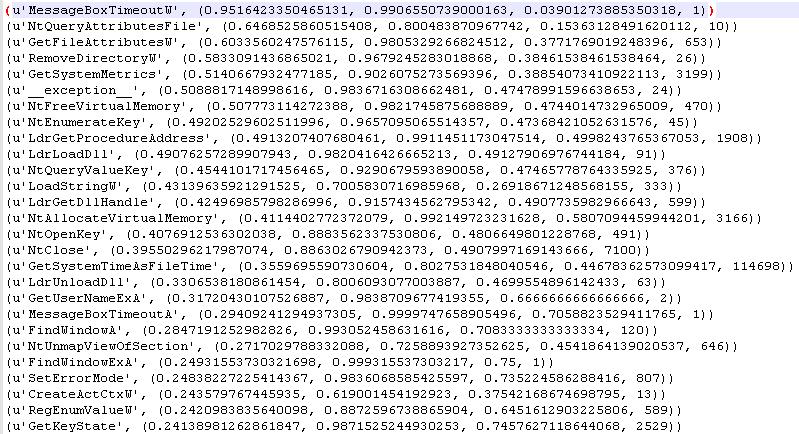 (u'MessageBoxTimeoutW', (0.9516423350465131, 0.9906550739000163, 0.03901273885350318, 1))
(u'NtQueryAttributesFile', (0.6468525860515408, 0.800483870967742, 0.15363128491620112, 10))
(u'GetFileAttributesW', (0.6033560247576115, 0.9805329266824512, 0.3771769019248396, 653))
(u'RemoveDirectoryW', (0.5833091436865021, 0.9679245283018868, 0.38461538461538464, 26))
(u'GetSystemMetrics', (0.5140667932477185, 0.9026075273569396, 0.38854073410922113, 3199))
(u'__exception__', (0.5088817148998616, 0.9836716308662481, 0.47478991596638653, 24))
(u'NtFreeVirtualMemory', (0.507773114272388, 0.9821745875688889, 0.4744014732965009, 470))
(u'NtEnumerateKey', (0.49202529602511996, 0.9657095065514357, 0.4736842102631576, 45))
(u'LdrGetProcedureAddress', (0.4913207407680461, 0.9911451173047514, 0.4998243765367053, 1908))
(u'LdrLoadDll', (0.49076257289907943, 0.9820416426665213, 0.49127906976744184, 91))
(u'NtQueryValueKey', (0.45441017174566465, 0.9290679593890058, 0.47465778764335925, 376))
(u'LoadStringW', (0.43139635921291525, 0.7005830716985968, 0.26918671248568155, 333))
(u'LdrGetDllHandle', (0.42496985798286996, 0.9157434562795342, 0.4907735982966643, 599))
(u'NtAllocateVirtualMemory', (0.4114402772372079, 0.992149723231628, 0.5807094459944201, 3166))
(u'NtOpenKey', (0.4076912536302038, 0.8883562337530806, 0.4806649801228768, 491))
(u'NtClose', (0.39550296217987074, 0.8863026790942373, 0.4907997169143666, 7100))
(u'GetSystemTimeAsFileTime', (0.3559695590730604, 0.8027531848040546, 0.44678362573099417, 114698))
(u'LdrUnloadDll', (0.3306538180861454, 0.8006093077003887, 0.4699554896142433, 63))
(u'GetUserNameExA', (0.31720430107526887, 0.9838709677419355, 0.6666666666666666, 2))
(u'MessageBoxTimeoutA', (0.29409241294937305, 0.9999747658905496, 0.7058823529411765, 1))
(u'FindWindowA', (0.2847191252982826, 0.993052458631616, 0.7083333333333334, 120))
(u'NtUnmapViewOfSection', (0.2717029788332088, 0.7258893927352625, 0.4541864139020537, 646))
(u'FindWindowExA', (0.24931553730321698, 0.999315537303217, 0.75, 1))
(u'SetErrorMode', (0.24838227225414367, 0.9836068585425597, 0.735224586288416, 807))
(u'CreateActCtxW', (0.243579767445935, 0.619001454192923, 0.37542168674698795, 13))
(u'RegEnumValueW', (0.2420983835640098, 0.8872596738865904, 0.6451612903225806, 589))
(u'GetKeyState', (0.24138981262861847, 0.9871525244930253, 0.7457627118644068, 2529))